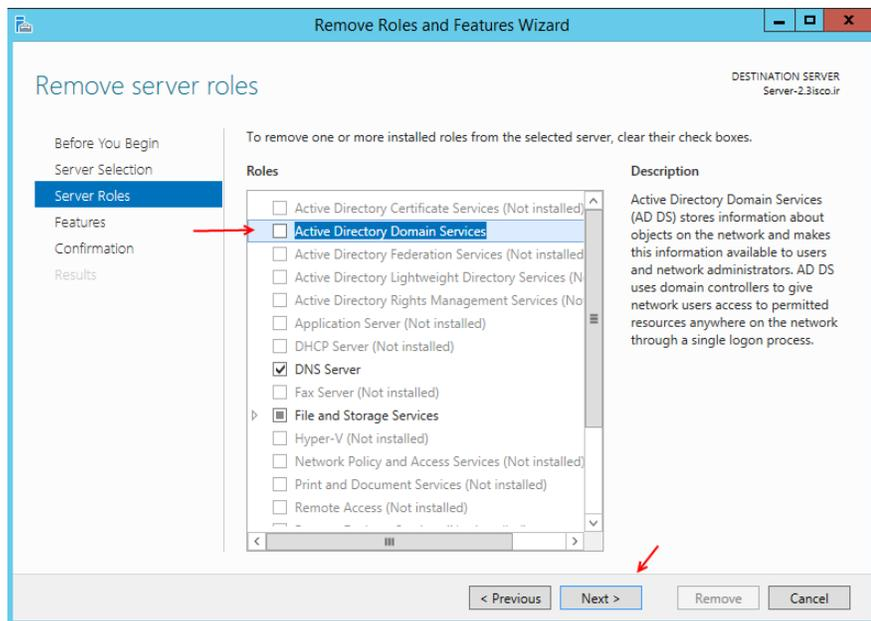 Remove Roles and Features Wizard
Remove server roles
DESTINATION SERVER
Server-2.3isco.ir
Before You Begin
Server Selection
Server Roles
Features
Confirmation
Results
To remove one or more installed roles from the selected server, clear their check boxes.
Roles
Active Directory Certificate Services (Not installed)
Active Directory Domain Services
Active Directory Federation Services (Not installed
Active Directory Lightweight Directory Services (N
Active Directory Rights Management Services (No
Application Server (Not installed)
DHCP Server (Not installed)
DNS Server
Fax Server (Not installed)
File and Storage Services
Hyper-V (Not installed)
Network Policy and Access Services (Not installed)
Print and Document Services (Not installed)
Remote Access (Not installed)
Description
Active Directory Domain Services
(AD DS) stores information about
objects on the network and makes
this information available to users
and network administrators. AD DS
uses domain controllers to give
network users access to permitted
resources anywhere on the network
through a single logon process.
< Previous
Next >
Remove
Cancel